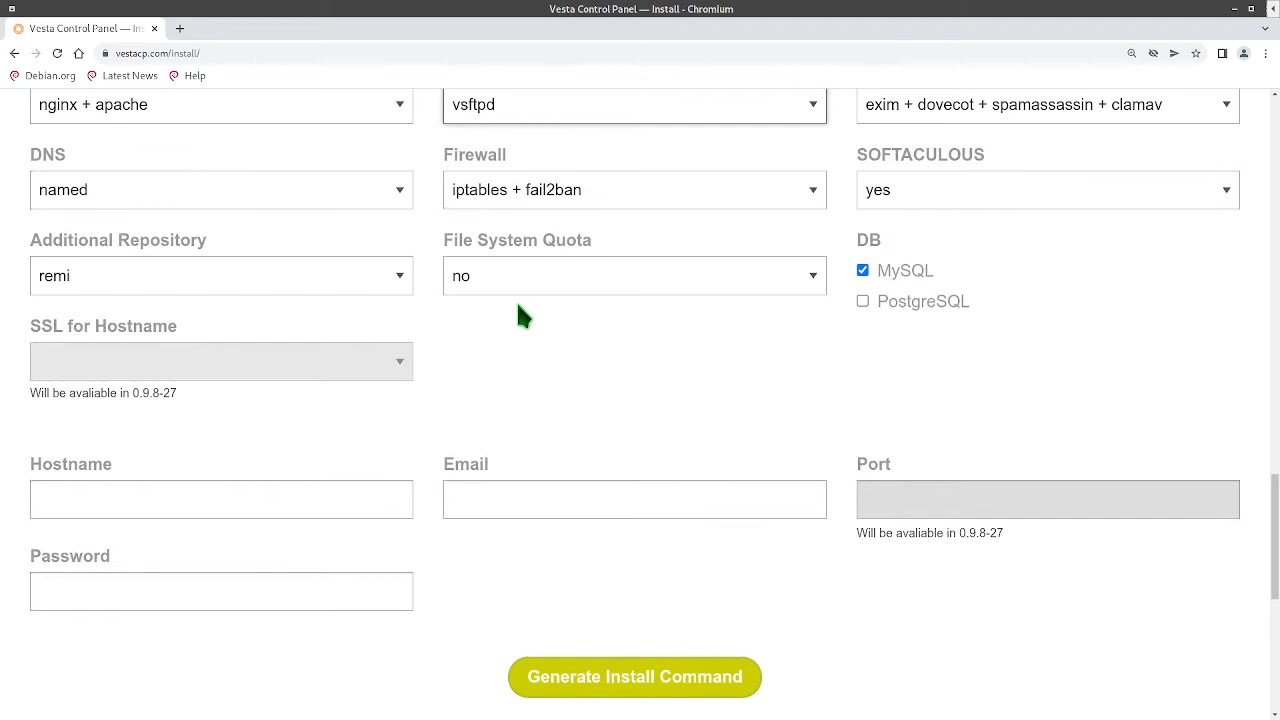 Vesta Control Panel — Install - Chromium
Vesta Control Panel — Ins
vestacp.com/install/
Debian.org Latest News Help
nginx + apache vsftpd exim + dovecot + spamassassin + clamav
DNS Firewall SOFTACULOUS
named iptables + fail2ban yes
Additional Repository File System Quota DB
remi no MySQL
PostgreSQL
SSL for Hostname
Will be avaliable in 0.9.8-27
Hostname Email Port
Will be avaliable in 0.9.8-27
Password
Generate Install Command